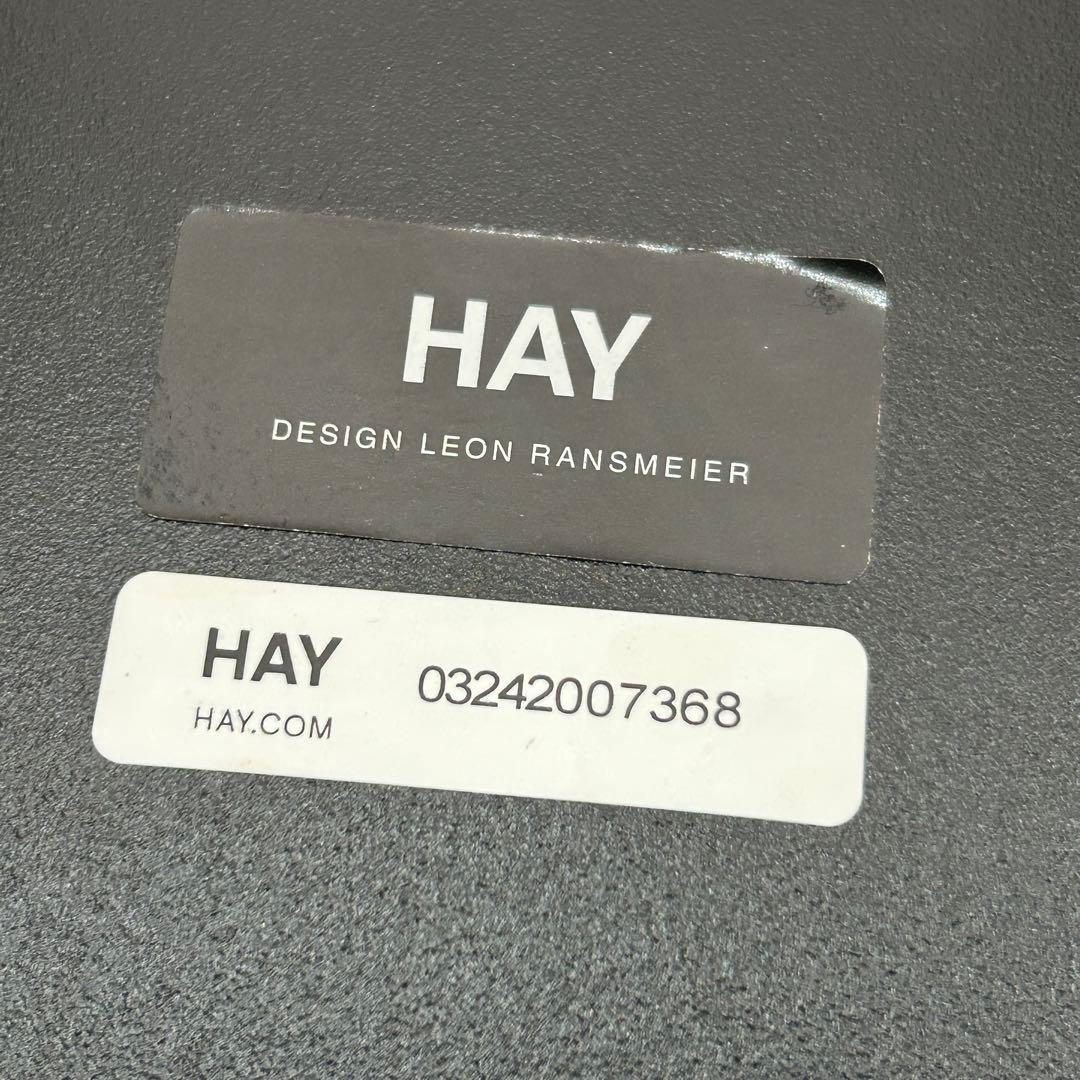 HAY
DESIGN LEON RANSMEIER
HAY
HAY.COM
03242007368